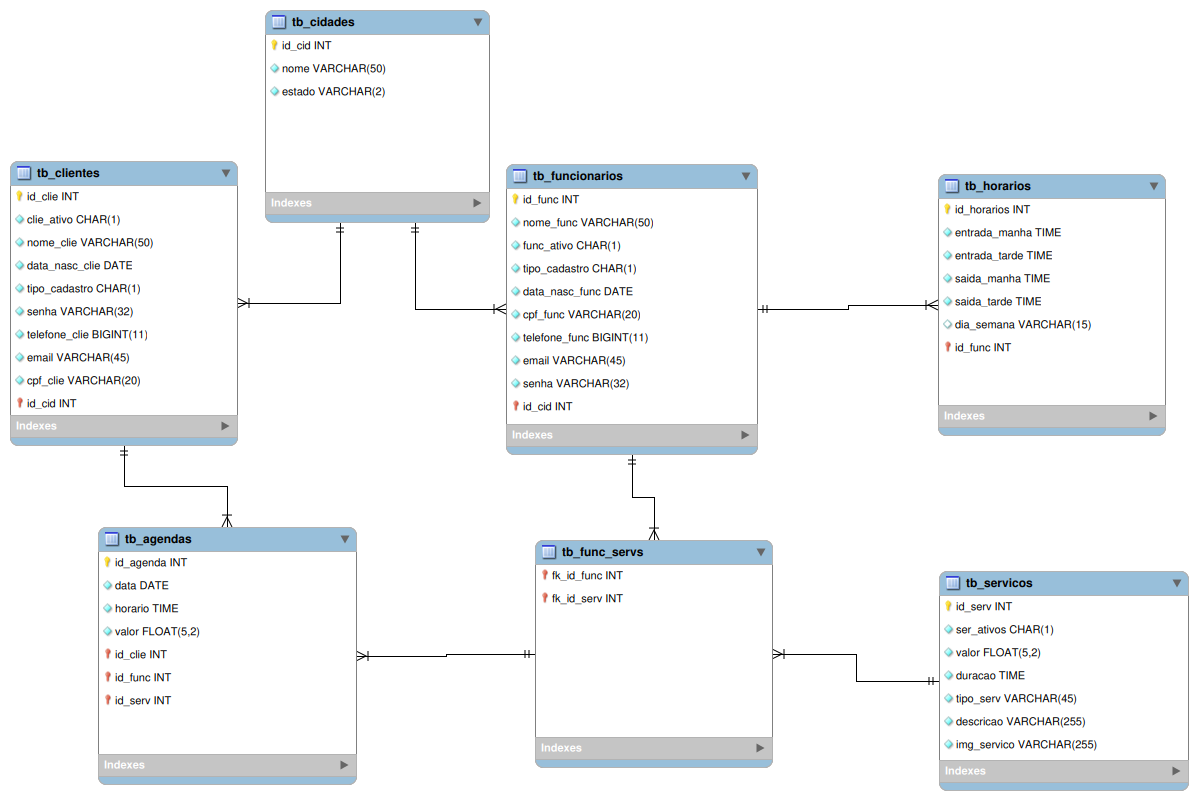 tb_cidades
id_cid INT
nome VARCHAR(50)
estado VARCHAR(2)
Indexes
tb_clientes
id_clie INT
clie_ativo CHAR(1)
nome_clie VARCHAR(50)
data_nasc_clie DATE
tipo_cadastro CHAR(1)
senha VARCHAR(32)
telefone_clie BIGINT(11)
email VARCHAR(45)
cpf_clie VARCHAR(20)
id_cid INT
Indexes
tb_funcionarios
id_func INT
nome_func VARCHAR(50)
func_ativo CHAR(1)
tipo_cadastro CHAR(1)
data_nasc_func DATE
cpf_func VARCHAR(20)
telefone_func BIGINT(11)
email VARCHAR(45)
senha VARCHAR(32)
id_cid INT
Indexes
tb_horarios
id_horarios INT
entrada_manha TIME
entrada_tarde TIME
saida_manha TIME
saida_tarde TIME
dia_semana VARCHAR(15)
id_func INT
Indexes
tb_agendas
id_agenda INT
data DATE
horario TIME
valor FLOAT(5,2)
id_clie INT
id_func INT
id_serv INT
Indexes
tb_func_servs
fk_id_func INT
fk_id_serv INT
Indexes
tb_servicos
id_serv INT
ser_ativos CHAR(1)
valor FLOAT(5,2)
duracao TIME
tipo_serv VARCHAR(45)
descricao VARCHAR(255)
img_servico VARCHAR(255)
Indexes